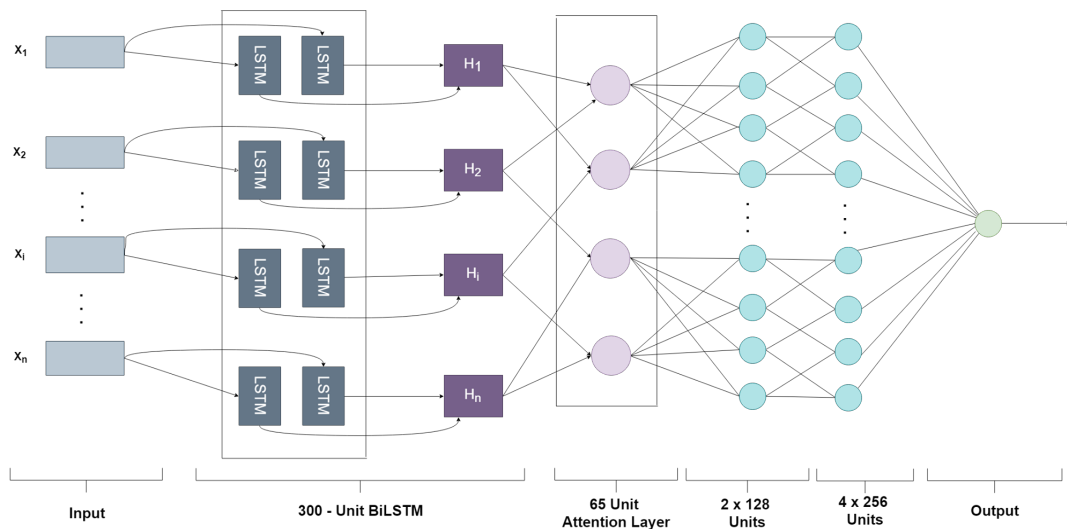 X1
LSTM
LSTM
H1
X2
LSTM
LSTM
H2
Xi
LSTM
LSTM
Hi
Xn
LSTM
LSTM
Hn
Input
300 - Unit BiLSTM
65 Unit
Attention Layer
2 x 128
Units
4 x 256
Units
Output